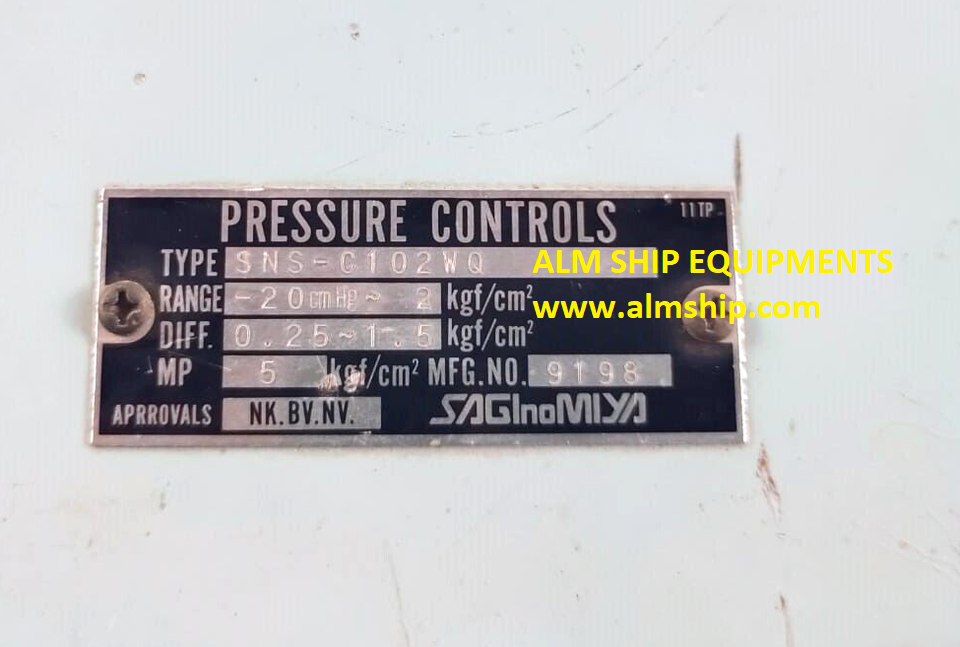 PRESSURE CONTROLS 11TP
TYPE SNS-C102WQ
RANGE -20cmHg~ 2 kgf/cm²
DIFF. 0.25~1.5 kgf/cm²
MP 5 kgf/cm² MFG.NO. 9198
APRROVALS NK.BV.NV. SAGInoMIYA
ALM SHIP EQUIPMENTS
www.almship.com